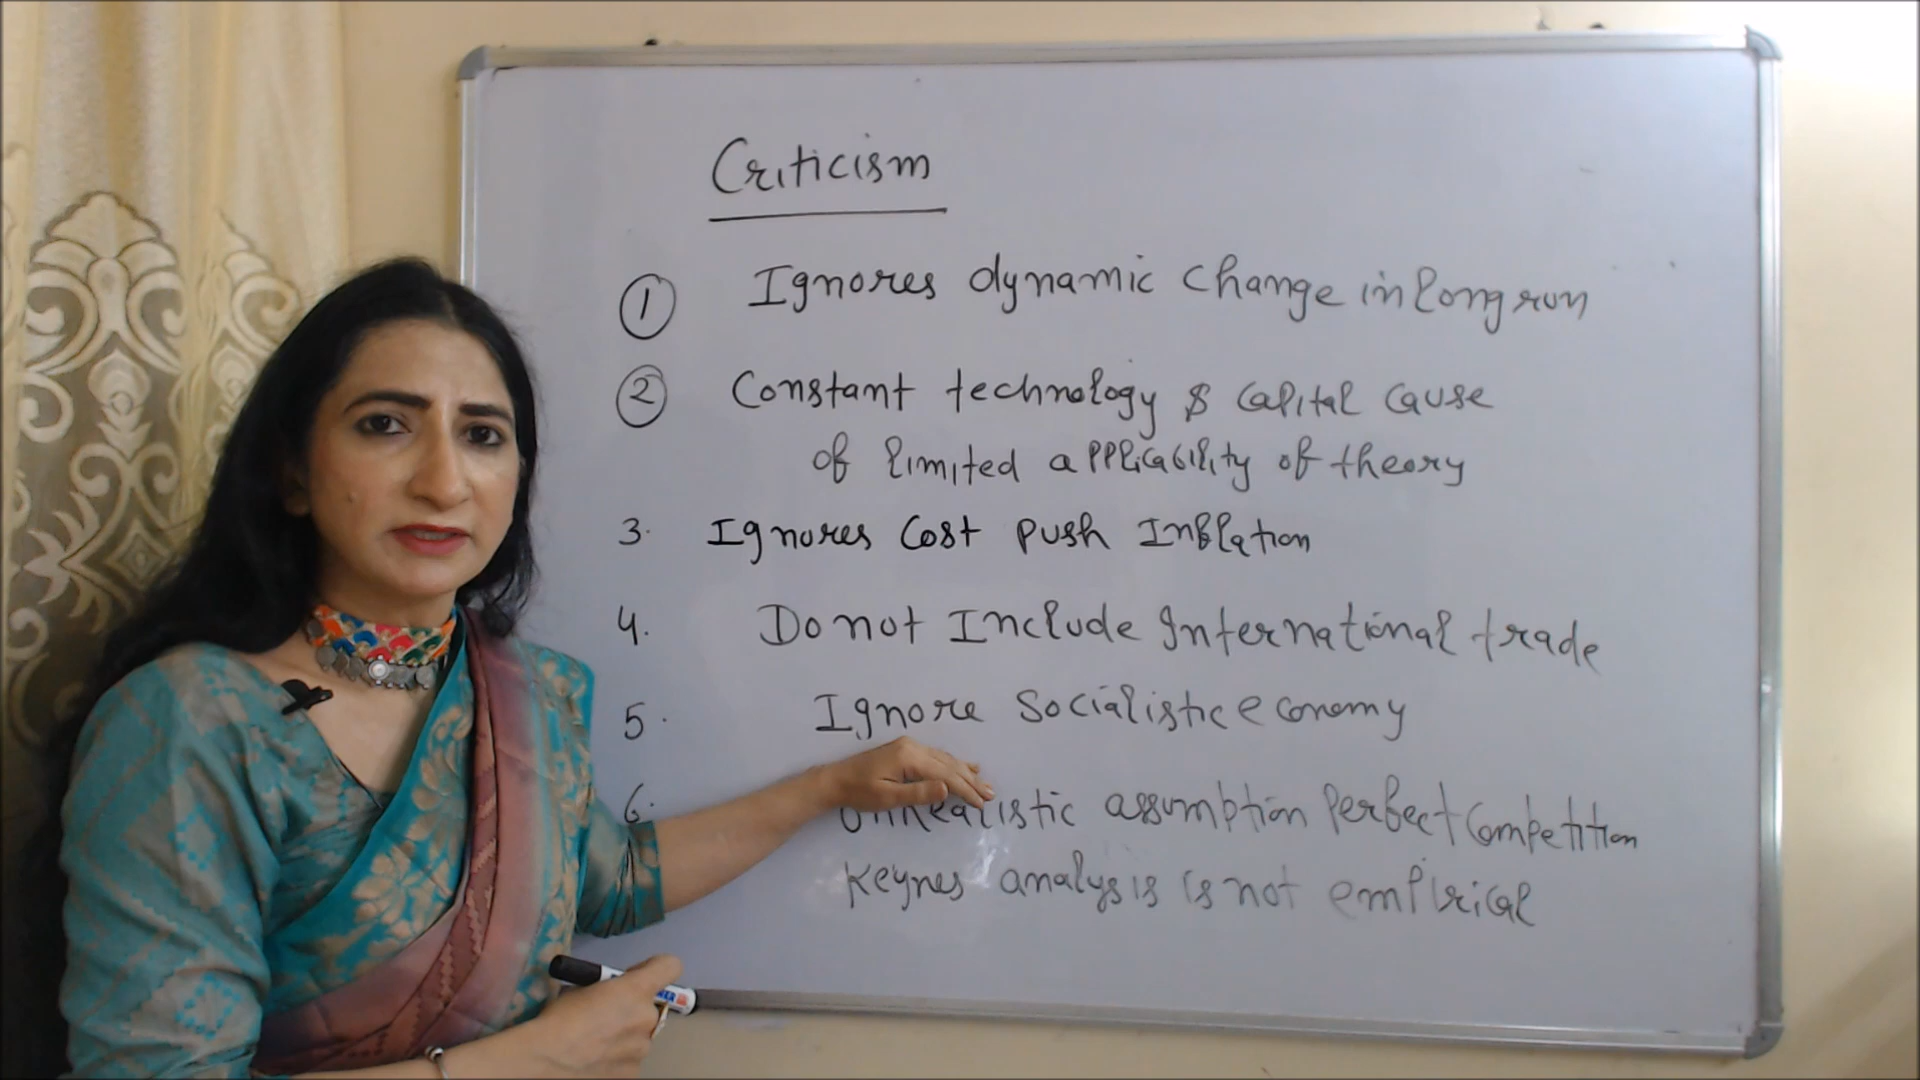 Criticism
1 Ignores dynamic change in long run
2 Constant technology & capital cause
of limited applicability of theory
3. Ignores Cost push Inflation
4. Do not Include International trade
5. Ignore Socialistic economy
6. Unrealistic assumption Perfect Competition
Keynes analysis is not empirical